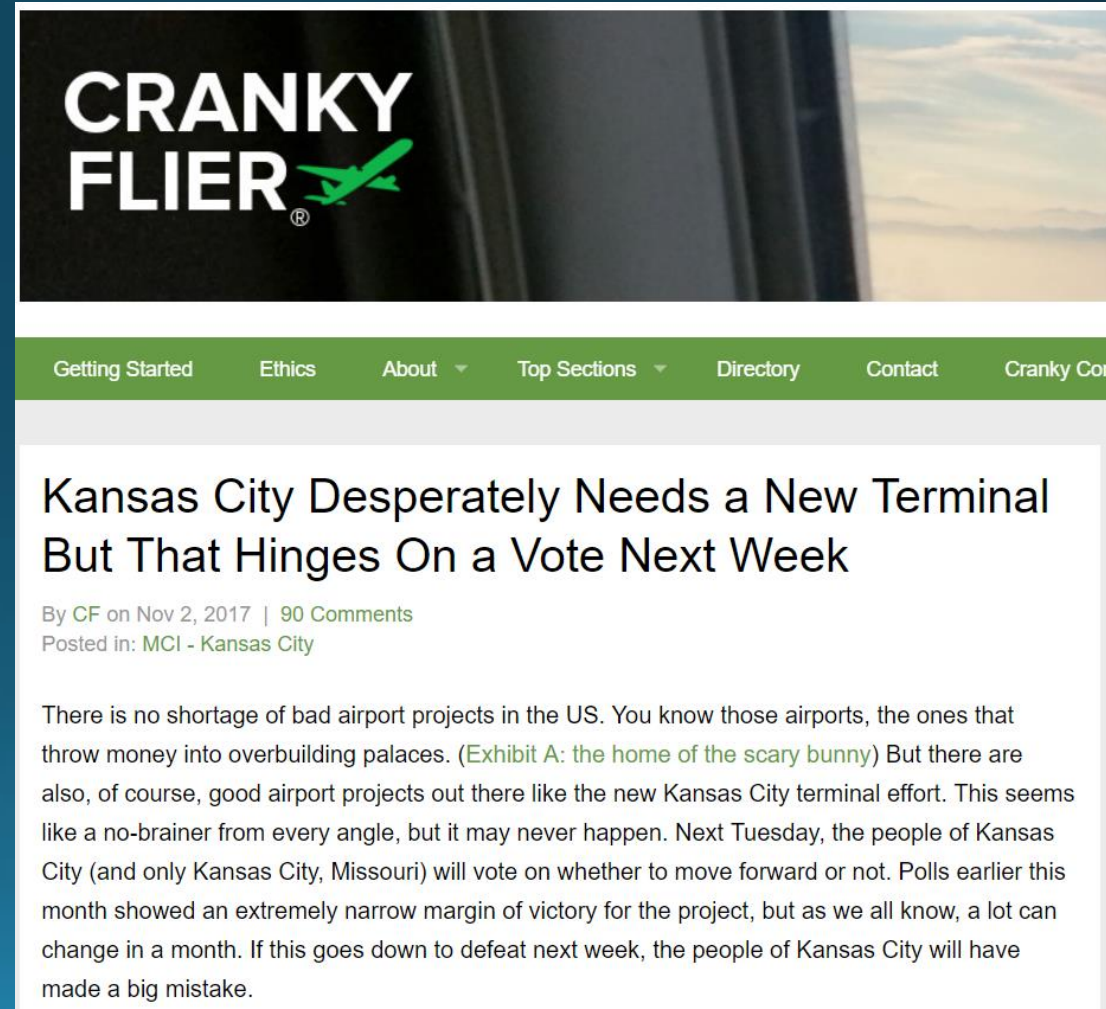 CRANKY
FLIER®
Getting Started Ethics About Top Sections Directory Contact Cranky
Kansas City Desperately Needs a New Terminal
But That Hinges On a Vote Next Week
By CF on Nov 2, 2017 | 90 Comments
Posted in: MCI - Kansas City
There is no shortage of bad airport projects in the US. You know those airports, the ones that
throw money into overbuilding palaces. (Exhibit A: the home of the scary bunny) But there are
also, of course, good airport projects out there like the new Kansas City terminal effort. This seems
like a no-brainer from every angle, but it may never happen. Next Tuesday, the people of Kansas
City (and only Kansas City, Missouri) will vote on whether to move forward or not. Polls earlier this
month showed an extremely narrow margin of victory for the project, but as we all know, a lot can
change in a month. If this goes down to defeat next week, the people of Kansas City will have
made a big mistake.